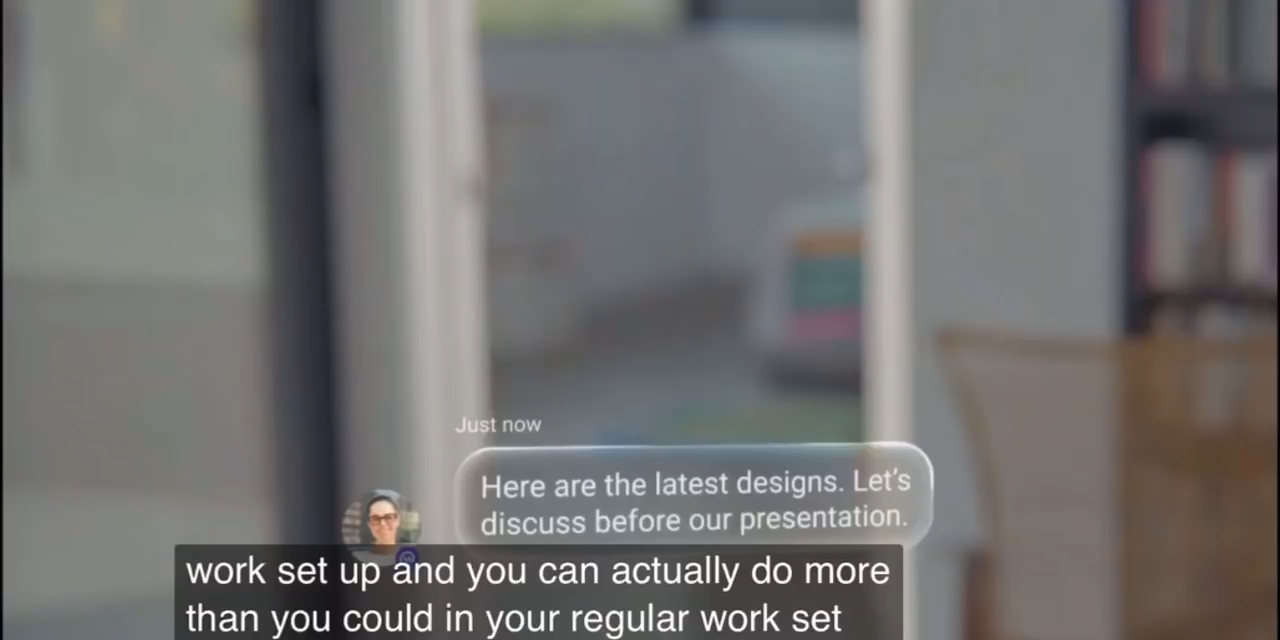 Just now
Here are the latest designs. Let's
discuss before our presentation.
work set up and you can actually do more
than you could in your regular work set